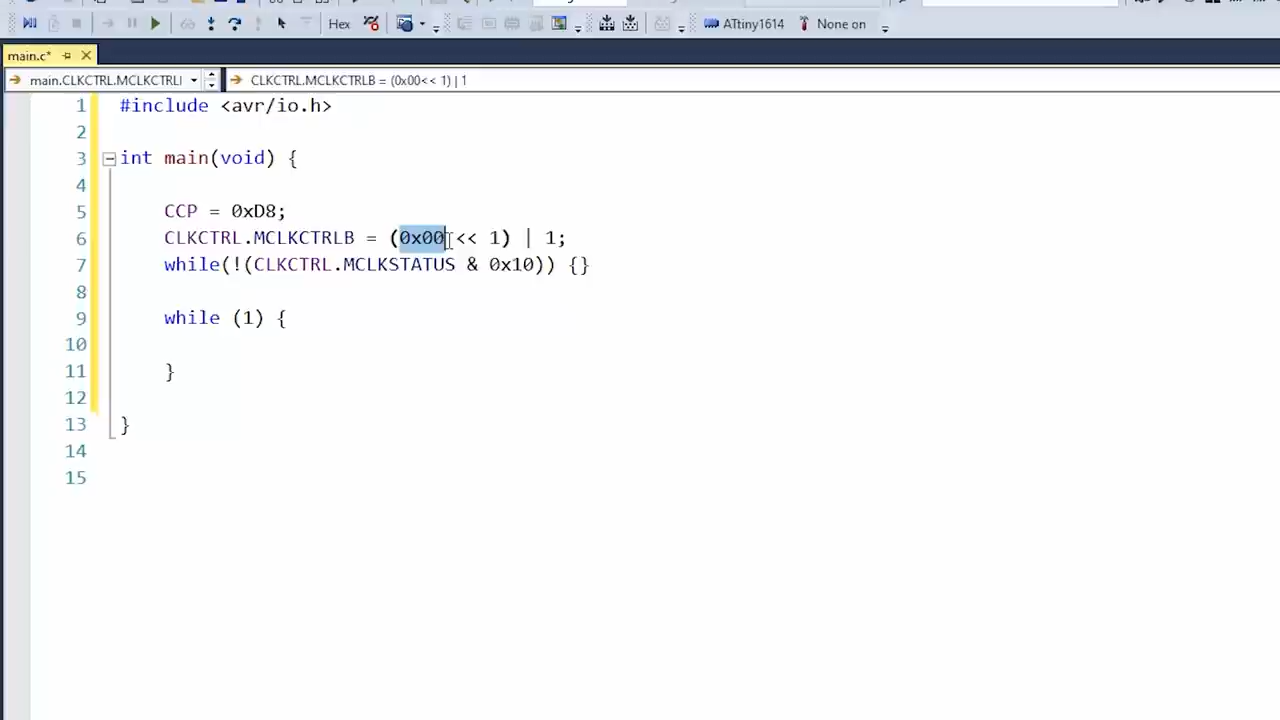 Hex ATtiny1614 None on
main.c*
main.CLKCTRL.MCLKCTRLI CLKCTRL.MCLKCTRLB = (0x00<< 1) | 1
1 #include <avr/io.h>
2
3 int main(void) {
4
5 CCP = 0xD8;
6 CLKCTRL.MCLKCTRLB = (0x00 << 1) | 1;
7 while(!(CLKCTRL.MCLKSTATUS & 0x10)) {}
8
9 while (1) {
10
11 }
12
13 }
14
15